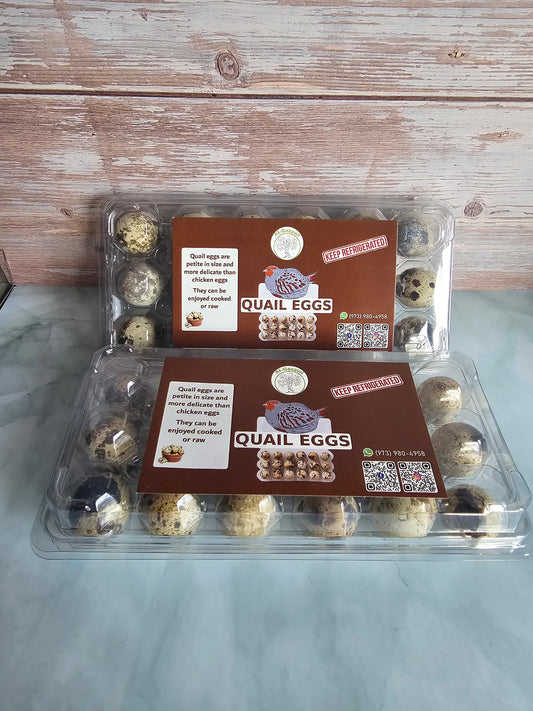 Quail eggs are
petite in size and
more delicate than
chicken eggs
They can be
enjoyed cooked
or raw
KEEP REFRIGERATED
QUAIL EGGS
(973) 980-4958
Quail eggs are
petite in size and
more delicate than
chicken eggs
They can be
enjoyed cooked
or raw
KEEP REFRIGERATED
QUAIL EGGS
(973) 980-4958